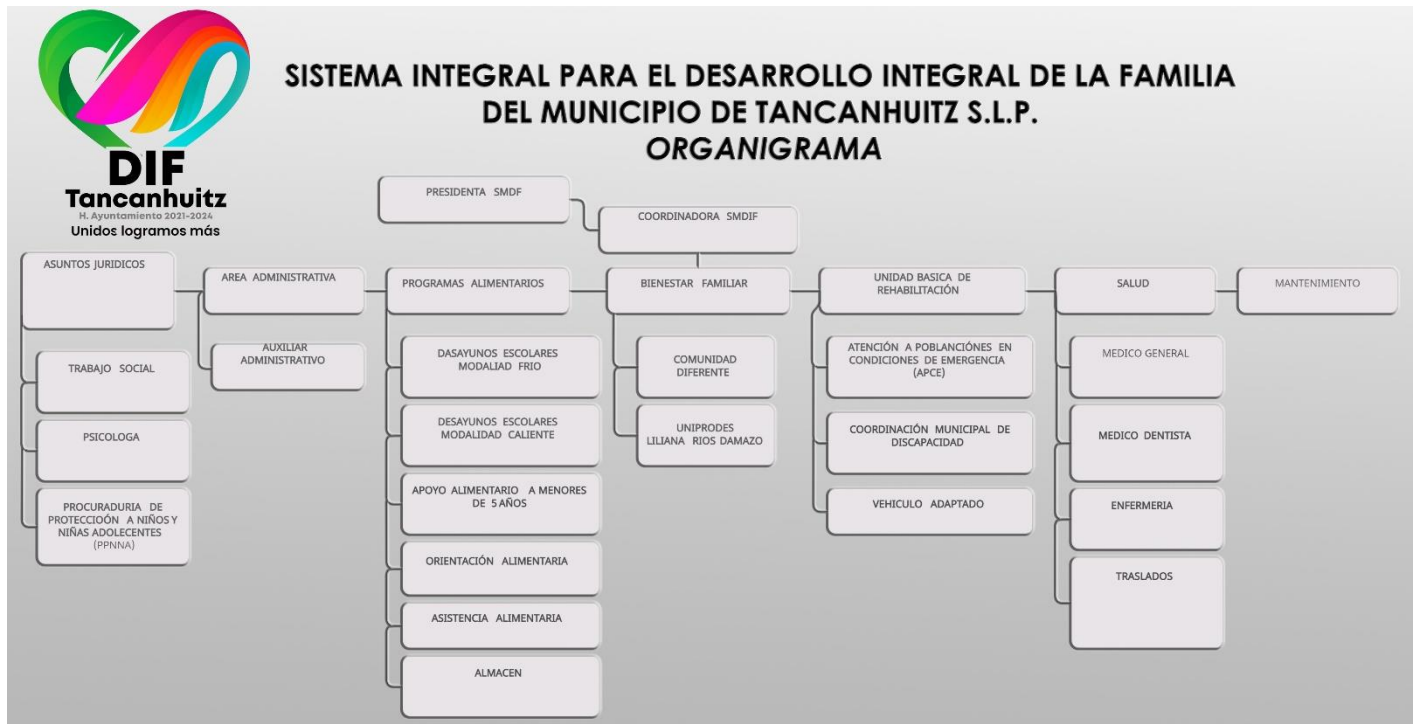 SISTEMA INTEGRAL PARA EL DESARROLLO INTEGRAL DE LA FAMILIA
DEL MUNICIPIO DE TANCANHUITZ S.L.P.
ORGANIGRAMA
DIF
Tancanhuitz
H. Ayuntamiento 2021-2024
Unidos logramos más
PRESIDENTA SMDF
COORDINADORA SMDIF
ASUNTOS JURIDICOS
TRABAJO SOCIAL
PSICOLOGA
PROCURADURIA DE
PROTECCIOÓN A NIÑOS Y
NIÑAS ADOLECENTES
(PPNNA)
AREA ADMINISTRATIVA
AUXILIAR
ADMINISTRATIVO
PROGRAMAS ALIMENTARIOS
DASAYUNOS ESCOLARES
MODALIAD FRIO
DESAYUNOS ESCOLARES
MODALIDAD CALIENTE
APOYO ALIMENTARIO A MENORES
DE 5 AÑOS
ORIENTACIÓN ALIMENTARIA
ASISTENCIA ALIMENTARIA
ALMACEN
BIENESTAR FAMILIAR
COMUNIDAD
DIFERENTE
UNIPRODES
LILIANA RIOS DAMAZO
UNIDAD BASICA DE
REHABILITACIÓN
ATENCIÓN A POBLANCIÓNES EN
CONDICIONES DE EMERGENCIA
(APCE)
COORDINACIÓN MUNICIPAL DE
DISCAPACIDAD
VEHICULO ADAPTADO
SALUD
MEDICO GENERAL
MEDICO DENTISTA
ENFERMERIA
TRASLADOS
MANTENIMIENTO